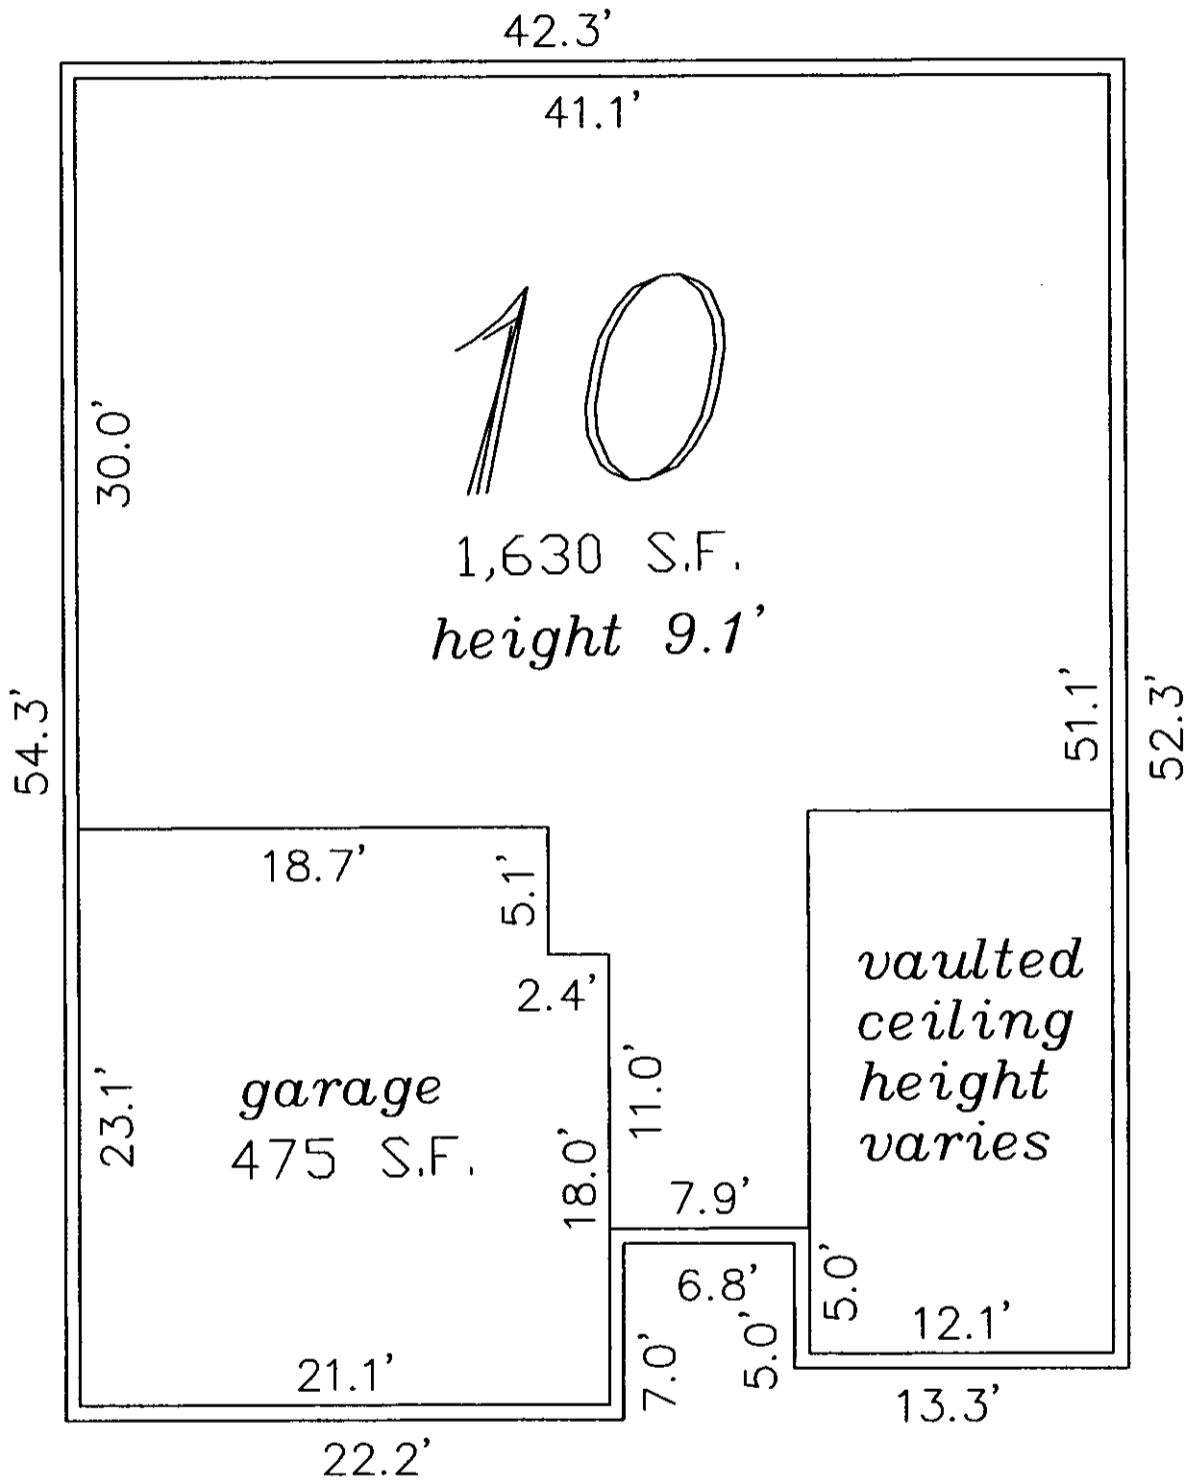 42.3'
41.1'
30.0'
10
1,630 S.F.
height 9.1'
54.3'
51.1'
52.3'
18.7'
5.1'
2.4'
vaulted
ceiling
height
varies
garage
475 S.F.
23.1'
11.0'
18.0'
7.9'
6.8'
5.0'
12.1'
7.0'
5.0'
21.1'
13.3'
22.2'